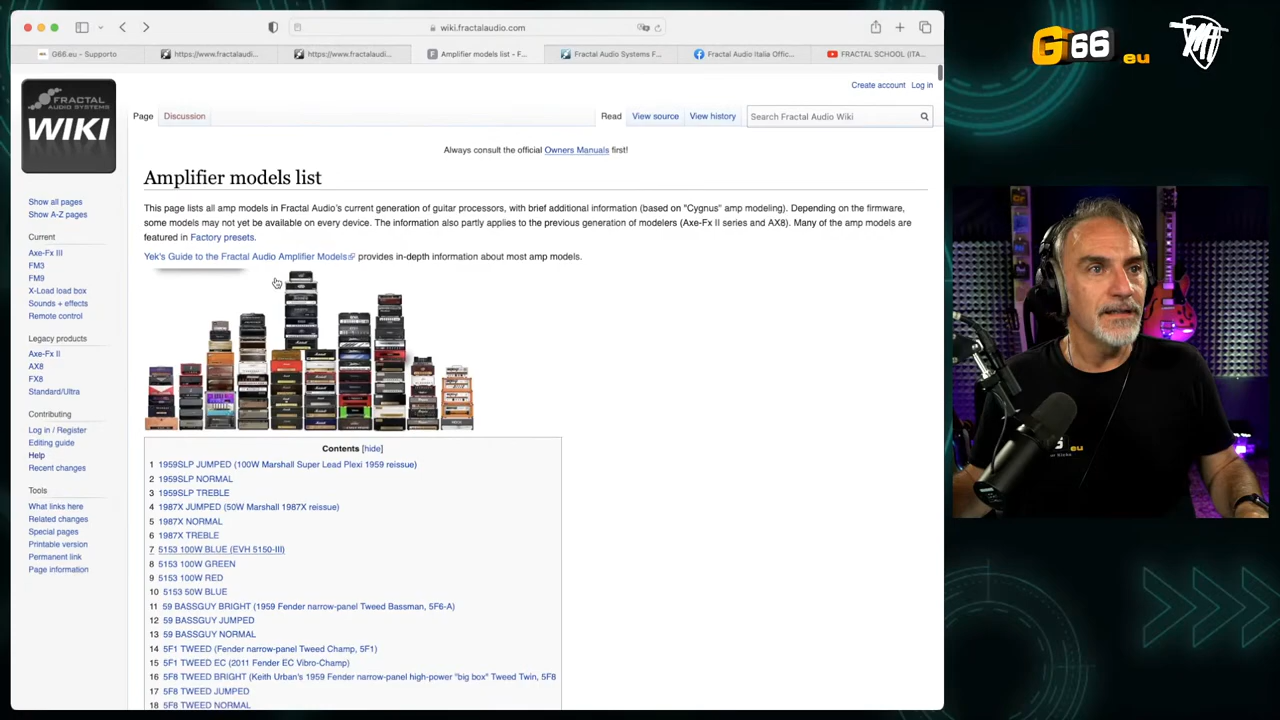 wiki.fractalaudio.com
G66.eu - Supporto
https://www.fractalaudi...
https://www.fractalaudi...
Amplifier models list - F...
Fractal Audio Systems F...
Fractal Audio Italia Offic...
FRACTAL SCHOOL (ITA...
G66.eu
FRACTAL
AUDIO SYSTEMS
WIKI
Create account Log in
Page Discussion Read View source View history Search Fractal Audio Wiki
Always consult the official Owners Manuals first!
Amplifier models list
This page lists all amp models in Fractal Audio's current generation of guitar processors, with brief additional information (based on "Cygnus" amp modeling). Depending on the firmware,
some models may not yet be available on every device. The information also partly applies to the previous generation of modelers (Axe-Fx II series and AX8). Many of the amp models are
featured in Factory presets.
Yek's Guide to the Fractal Audio Amplifier Models provides in-depth information about most amp models.
Show all pages
Show A-Z pages
Current
Axe-Fx III
FM3
FM9
X-Load load box
Sounds + effects
Remote control
Legacy products
Axe-Fx II
AX8
FX8
Standard/Ultra
Contributing
Log in / Register
Editing guide
Help
Recent changes
Tools
What links here
Related changes
Special pages
Printable version
Permanent link
Page information
Contents [hide]
1 1959SLP JUMPED (100W Marshall Super Lead Plexi 1959 reissue)
2 1959SLP NORMAL
3 1959SLP TREBLE
4 1987X JUMPED (50W Marshall 1987X reissue)
5 1987X NORMAL
6 1987X TREBLE
7 5153 100W BLUE (EVH 5150-III)
8 5153 100W GREEN
9 5153 100W RED
10 5153 50W BLUE
11 59 BASSGUY BRIGHT (1959 Fender narrow-panel Tweed Bassman, 5F6-A)
12 59 BASSGUY JUMPED
13 59 BASSGUY NORMAL
14 5F1 TWEED (Fender narrow-panel Tweed Champ, 5F1)
15 5F1 TWEED EC (2011 Fender EC Vibro-Champ)
16 5F8 TWEED BRIGHT (Keith Urban's 1959 Fender narrow-panel high-power "big box" Tweed Twin, 5F8
17 5F8 TWEED JUMPED
18 5F8 TWEED NORMAL